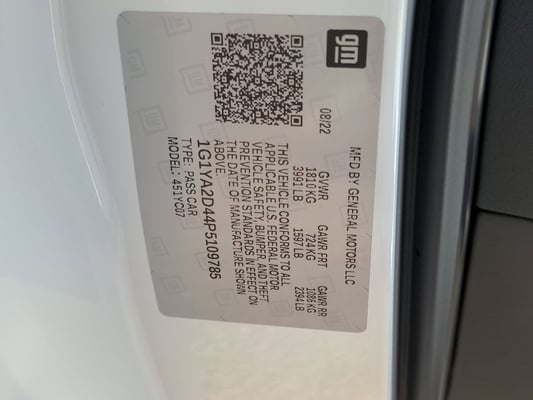 gm
MFD BY GENERAL MOTORS LLC
08/22
GVWR GAWR FRT GAWR RR
1810 KG 724 KG 1086 KG
3991 LB 1597 LB 2394 LB
THIS VEHICLE CONFORMS TO ALL
APPLICABLE U.S. FEDERAL MOTOR
VEHICLE SAFETY, BUMPER, AND THEFT
PREVENTION STANDARDS IN EFFECT ON
THE DATE OF MANUFACTURE SHOWN
ABOVE.
1G1YA2D44P5109785
TYPE: PASS CAR
MODEL: 451YC07